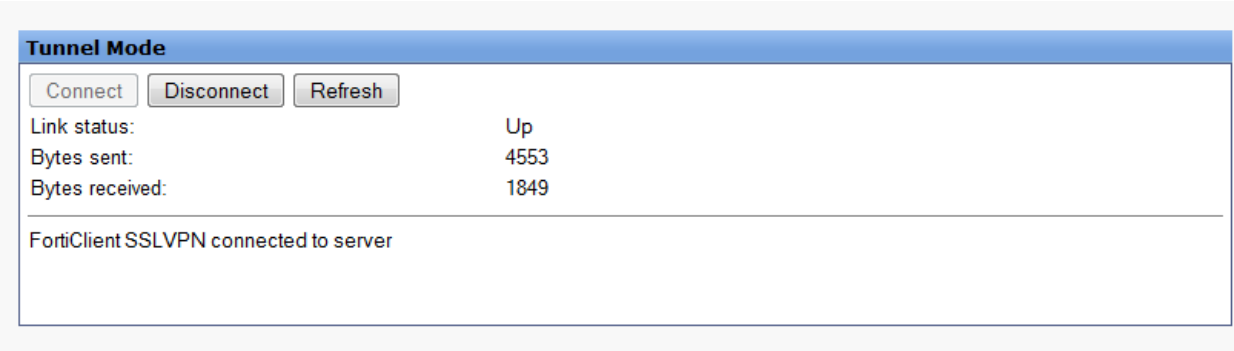 Tunnel Mode
Connect Disconnect Refresh
Link status: Up
Bytes sent: 4553
Bytes received: 1849
FortiClient SSLVPN connected to server